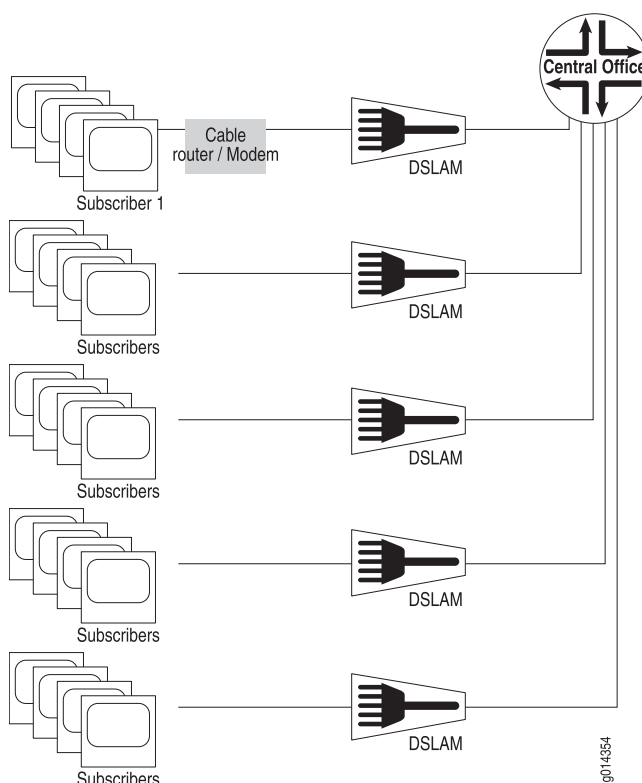 Central Office
Cable
router / Modem
DSLAM
Subscriber 1
DSLAM
Subscribers
DSLAM
Subscribers
DSLAM
Subscribers
DSLAM
Subscribers
g014354